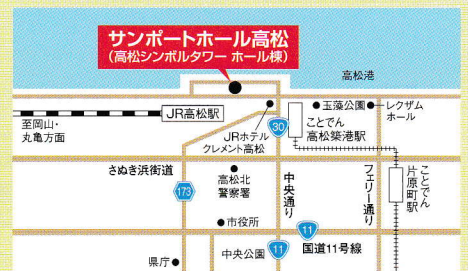 サンポートホール高松
(高松シンボルタワー ホール棟)
高松港
JR高松駅
至岡山・
丸亀方面
JRホテル
クレメント高松
30
玉藻公園
レクザム
ホール
ことでん
高松築港駅
さぬき浜街道
173
高松北
警察署
中央通り
フェリー通り
ことでん
片原町駅
市役所
11
国道11号線
中央公園
11
県庁